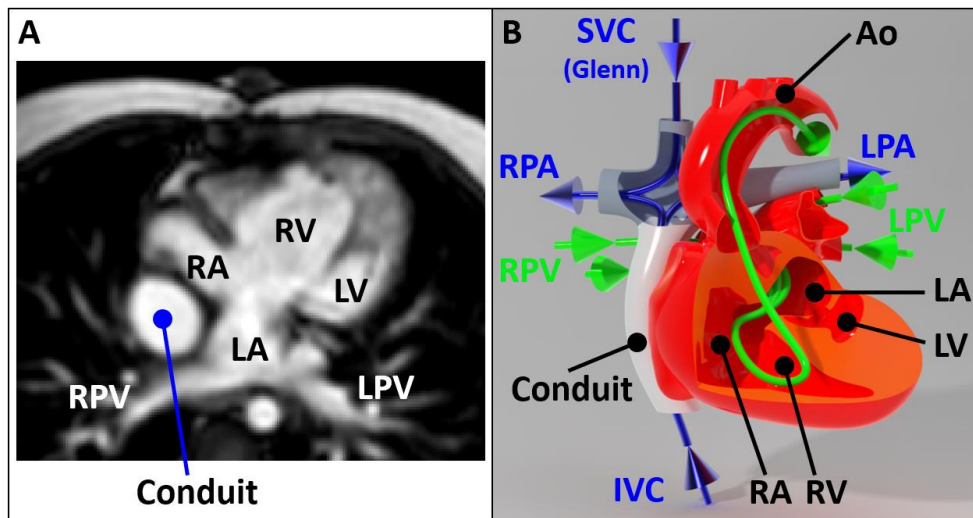 A
RA
RV
LV
LA
RPV
LPV
Conduit
B
SVC
(Glenn)
Ao
RPA
LPA
LPV
RPV
LA
LV
Conduit
IVC
RA
RV